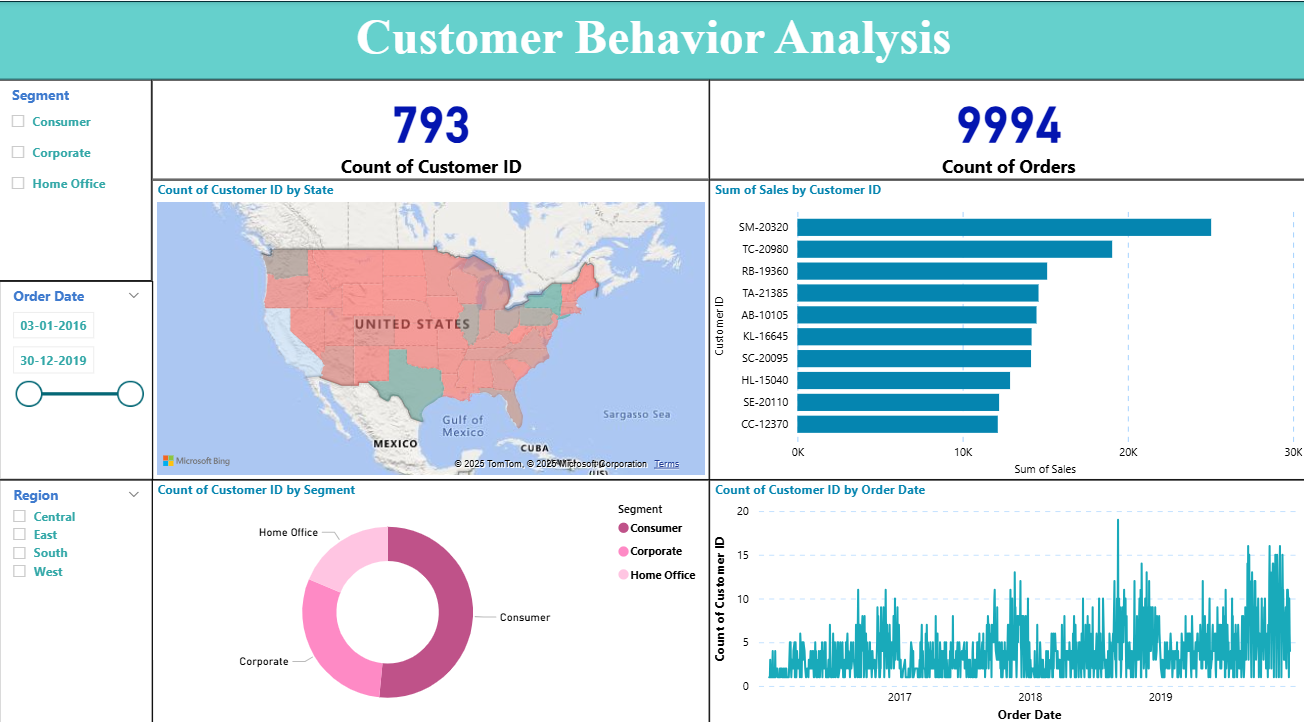 Customer Behavior Analysis
Segment
Consumer
Corporate
Home Office
Order Date
03-01-2016
30-12-2019
Region
Central
East
South
West
793
Count of Customer ID
9994
Count of Orders
Count of Customer ID by State
UNITED STATES
MEXICO
Gulf of
Mexico
CUBA
Sargasso Sea
Microsoft Bing
© 2025 TomTom, © 2025 Microsoft Corporation
Terms
Sum of Sales by Customer ID
Customer ID
SM-20320
TC-20980
RB-19360
TA-21385
AB-10105
KL-16645
SC-20095
HL-15040
SE-20110
CC-12370
0K
10K
20K
30K
Sum of Sales
Count of Customer ID by Segment
Home Office
Corporate
Consumer
Segment
Consumer
Corporate
Home Office
Count of Customer ID by Order Date
Count of Customer ID
20
15
10
5
0
2017
2018
2019
Order Date